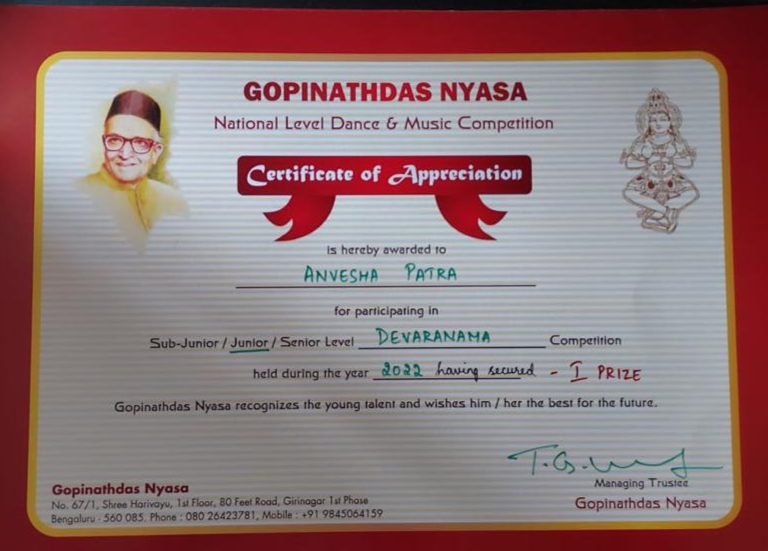 GOPINATHDAS NYASA
National Level Dance & Music Competition
Certificate of Appreciation
is hereby awarded to
ANVESHA PATRA
for participating in
Sub-Junior / Junior / Senior Level DEVARANAMA Competition
held during the year 2022 having secured - I PRIZE
Gopinathdas Nyasa recognizes the young talent and wishes him / her the best for the future.
Managing Trustee
Gopinathdas Nyasa
Gopinathdas Nyasa
No. 67/1, Shree Harivayu, 1st Floor, 80 Feet Road, Girinagar 1st Phase
Bengaluru - 560 085. Phone : 080 26423781, Mobile : +91 9845064159